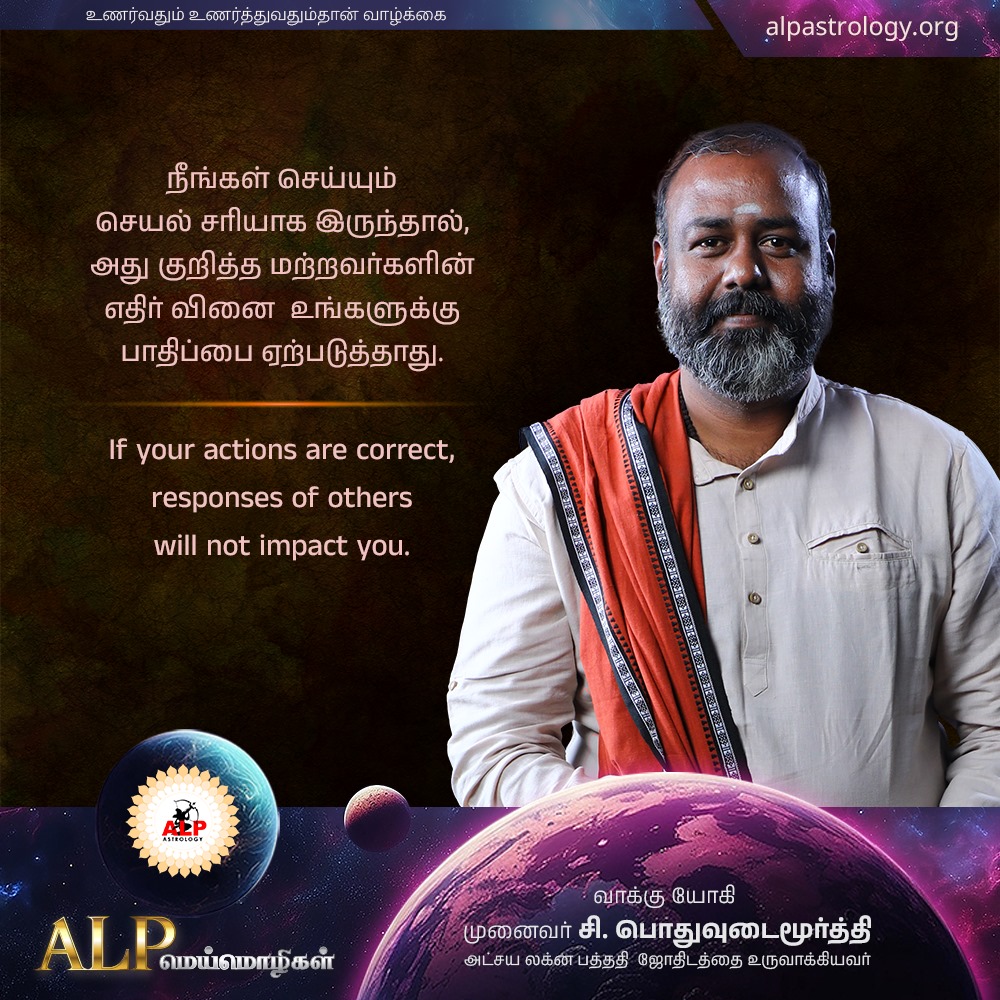 உணர்வதும் உணர்த்துவதும்தான் வாழ்க்கை
alpastrology.org
நீங்கள் செய்யும்
செயல் சரியாக இருந்தால்,
அது குறித்த மற்றவர்களின்
எதிர் வினை உங்களுக்கு
பாதிப்பை ஏற்படுத்தாது.
If your actions are correct,
responses of others
will not impact you.
ALP
ASTROLOGY
ALP மெய்மொழிகள்
வாக்கு யோகி
முனைவர் சி. பொதுவுடைமூர்த்தி
அட்சய லக்ன பத்ததி ஜோதிடத்தை உருவாக்கியவர்